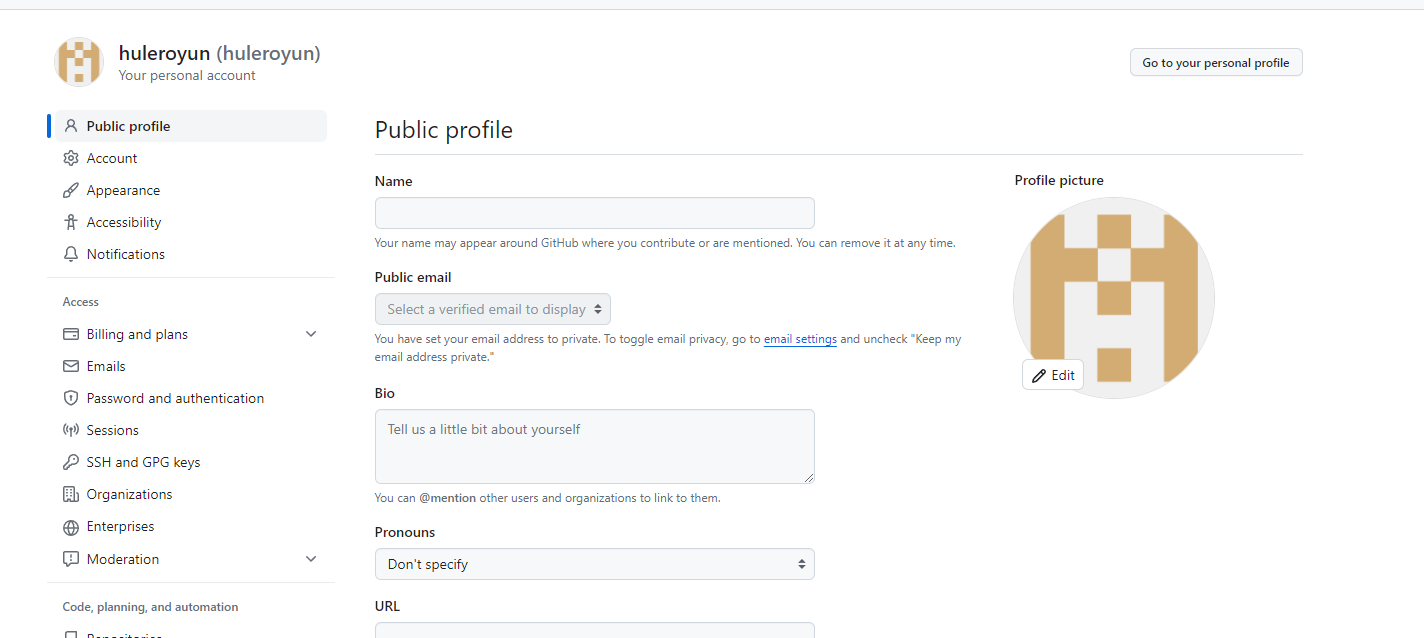 huleroyun (huleroyun)
Your personal account
Go to your personal profile
Public profile
Account
Appearance
Accessibility
Notifications
Access
Billing and plans
Emails
Password and authentication
Sessions
SSH and GPG keys
Organizations
Enterprises
Moderation
Code, planning, and automation
Repositories
Public profile
Name
Your name may appear around GitHub where you contribute or are mentioned. You can remove it at any time.
Public email
Select a verified email to display
You have set your email address to private. To toggle email privacy, go to email settings and uncheck "Keep my
email address private."
Bio
Tell us a little bit about yourself
You can @mention other users and organizations to link to them.
Pronouns
Don't specify
URL
Profile picture
Edit